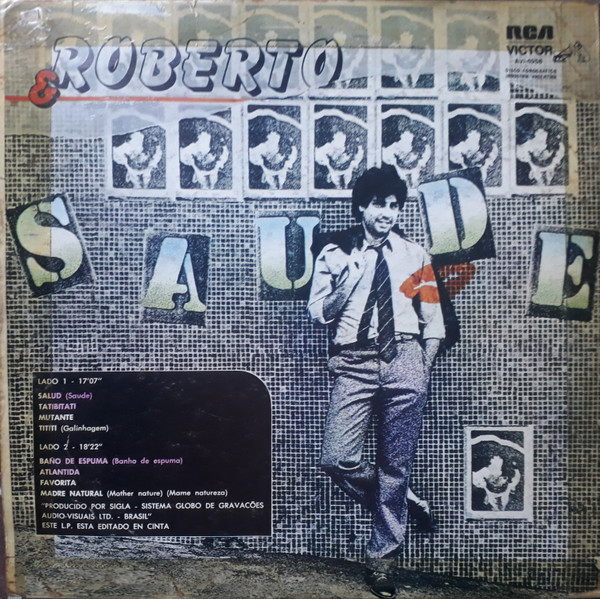 & ROBERTO
RCA
VICTOR
SAUDE
LADO 1 - 17'07"
SALUD (Saude)
TATIBITATI
MUTANTE
TITITI (Galinhagem)
LADO 2 - 18'22"
BAÑO DE ESPUMA (Banho de espuma)
ATLANTIDA
FAVORITA
MADRE NATURAL (Mother nature) (Mame natureza)
"PRODUCIDO POR SIGLA - SISTEMA GLOBO DE GRAVACÕES
AUDIO-VISUAIS LTD. - BRASIL"
ESTE L.P. ESTA EDITADO EN CINTA